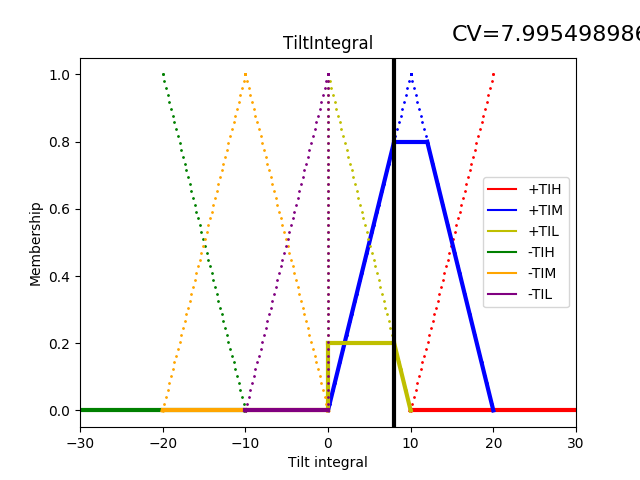 CV=7.995498986
TiltIntegral
Membership
1.0
0.8
0.6
0.4
0.2
0.0
+TIH
+TIM
+TIL
-TIH
-TIM
-TIL
−30
−20
−10
0
10
20
30
Tilt integral